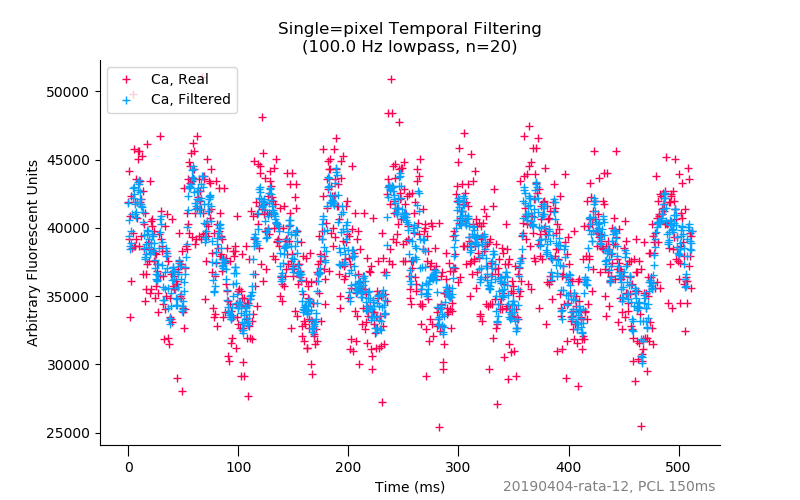 Single=pixel Temporal Filtering
(100.0 Hz lowpass, n=20)
Ca, Real
Ca, Filtered
Arbitrary Fluorescent Units
50000
45000
40000
35000
30000
25000
0 100 200 300 400 500
Time (ms)
20190404-rata-12, PCL 150ms